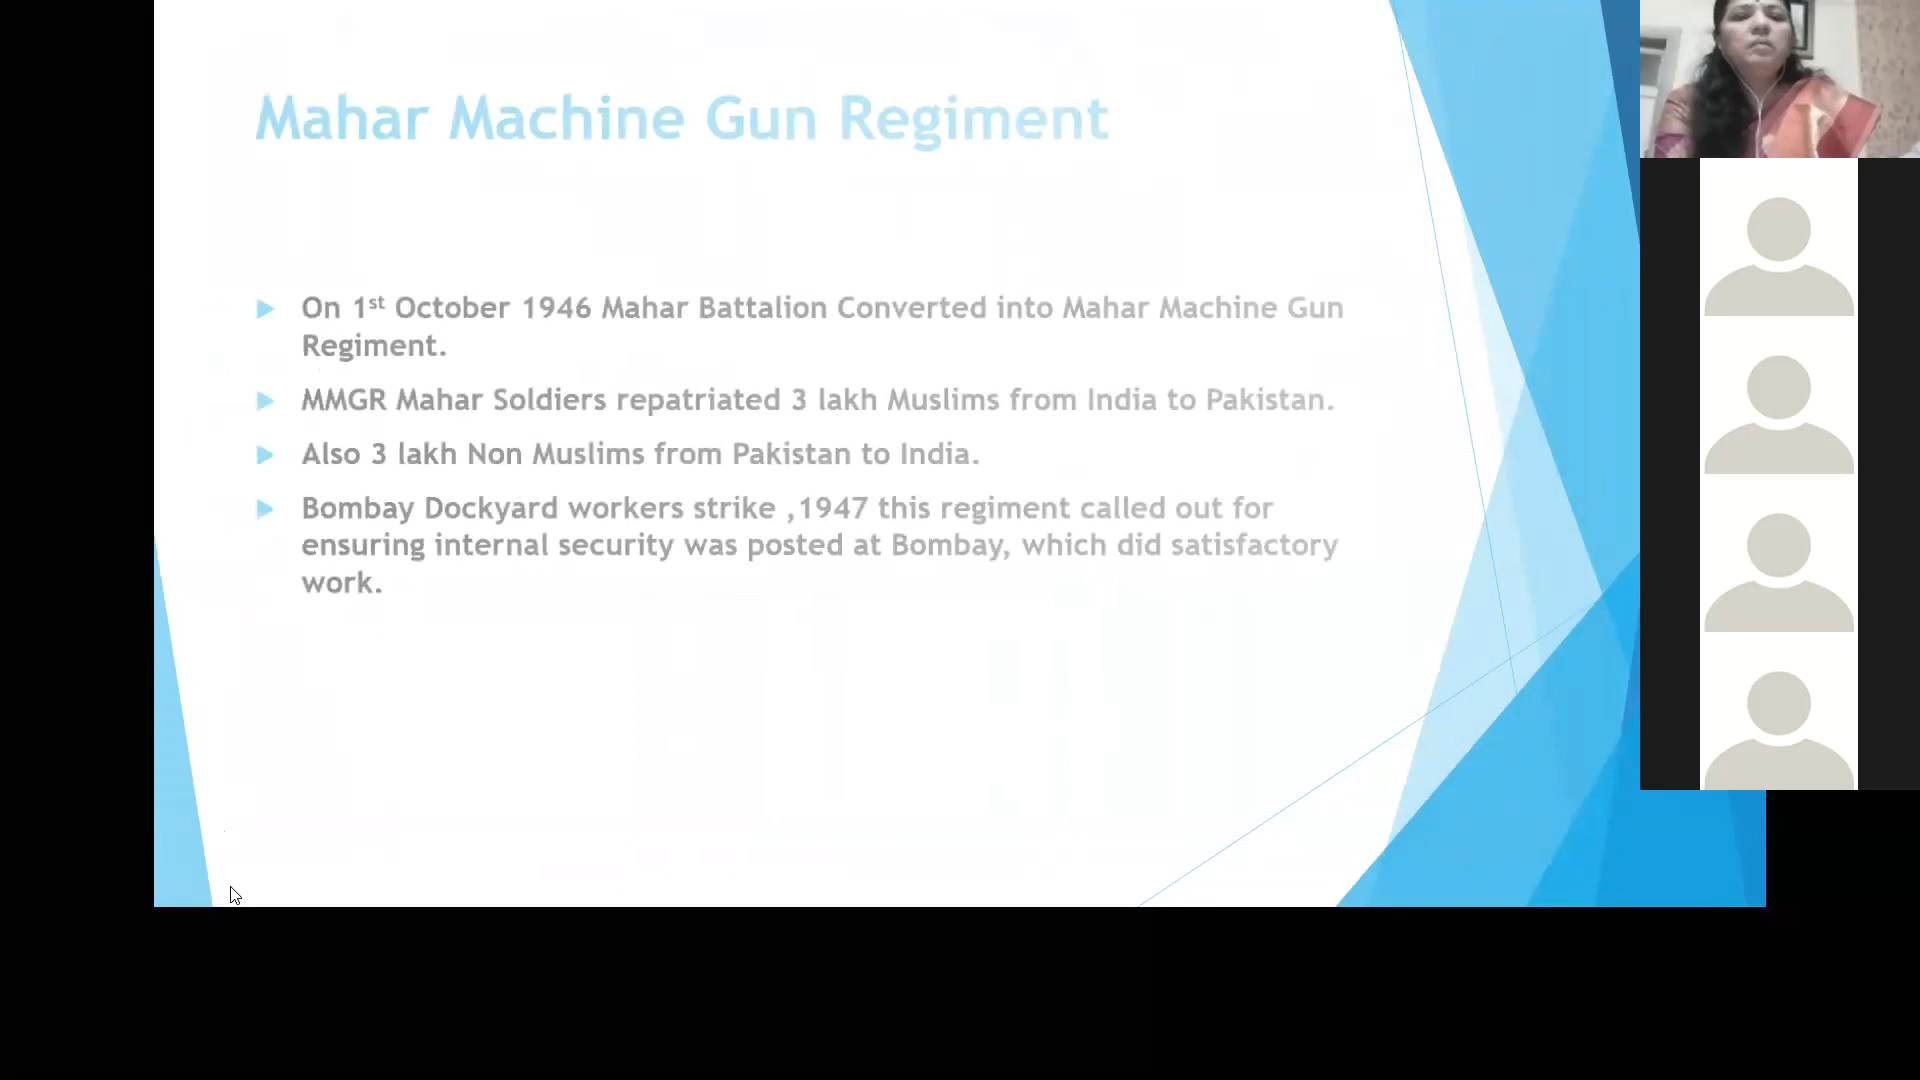 Mahar Machine Gun Regiment
On 1st October 1946 Mahar Battalion Converted into Mahar Machine Gun
Regiment.
MMGR Mahar Soldiers repatriated 3 lakh Muslims from India to Pakistan.
Also 3 lakh Non Muslims from Pakistan to India.
Bombay Dockyard workers strike ,1947 this regiment called out for
ensuring internal security was posted at Bombay, which did satisfactory
work.